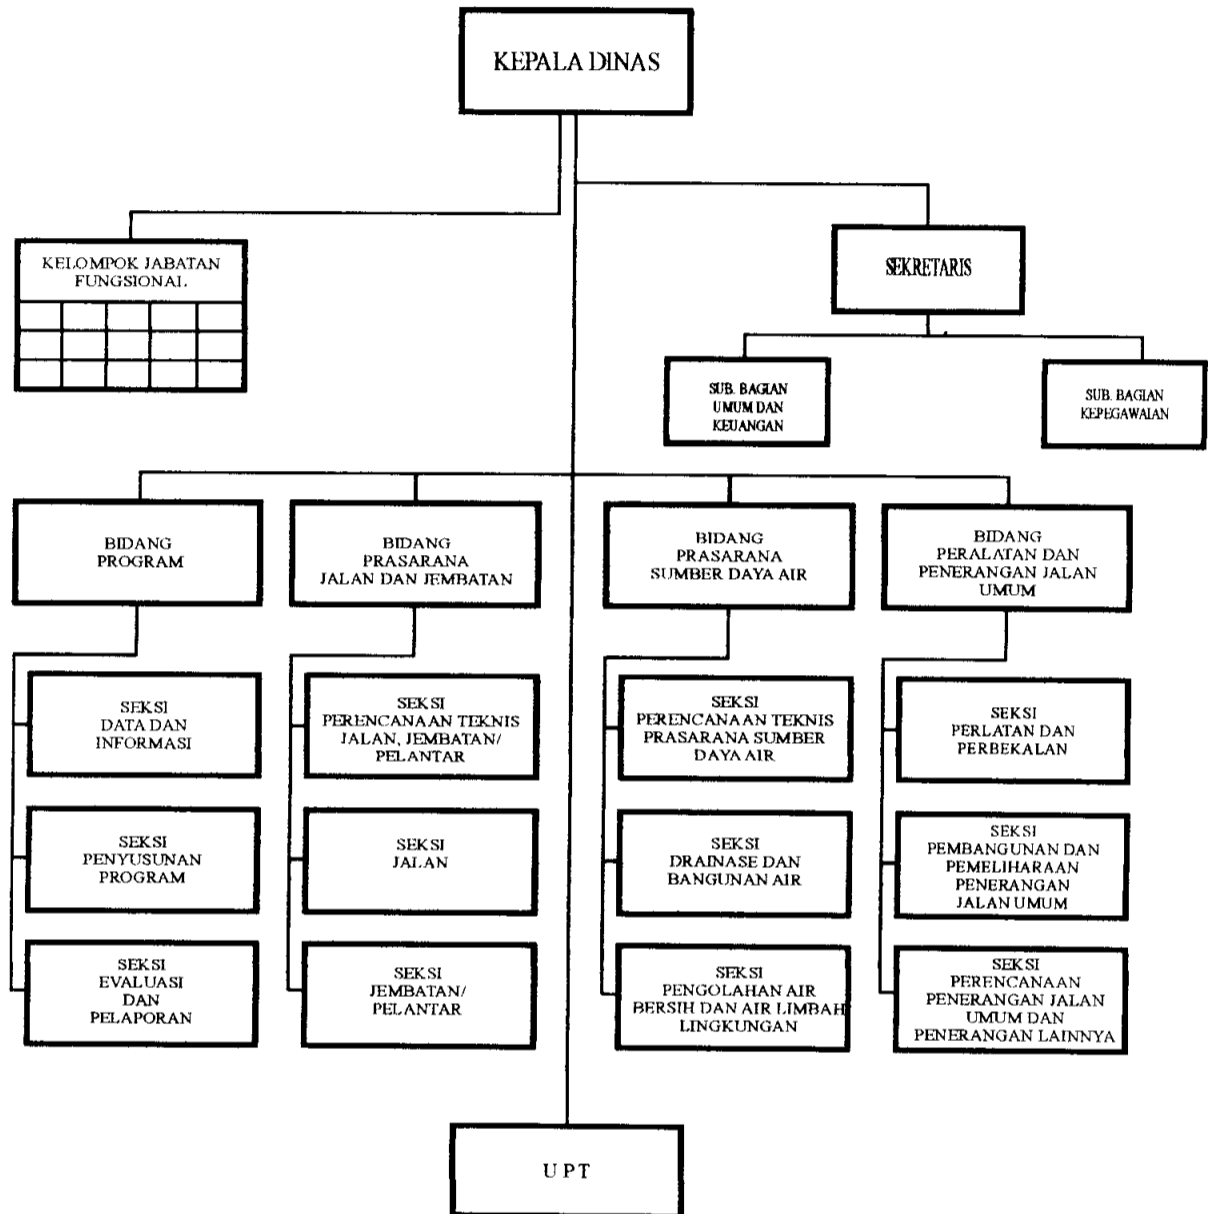 KEPALA DINAS
KELOMPOK JABATAN
FUNGSIONAL
SEKRETARIS
SUB. BAGIAN
UMUM DAN
KEUANGAN
SUB. BAGIAN
KEPEGAWAIAN
BIDANG
PROGRAM
BIDANG
PRASARANA
JALAN DAN JEMBATAN
BIDANG
PRASARANA
SUMBER DAYA AIR
BIDANG
PERALATAN DAN
PENERANGAN JALAN
UMUM
SEKSI
DATA DAN
INFORMASI
SEKSI
PERENCANAAN TEKNIS
JALAN, JEMBATAN/
PELANTAR
SEKSI
PERENCANAAN TEKNIS
PRASARANA SUMBER
DAYA AIR
SEKSI
PERLATAN DAN
PERBEKALAN
SEKSI
PENYUSUNAN
PROGRAM
SEKSI
JALAN
SEKSI
DRAINASE DAN
BANGUNAN AIR
SEKSI
PEMBANGUNAN DAN
PEMELIHARAAN
PENERANGAN
JALAN UMUM
SEKSI
EVALUASI
DAN
PELAPORAN
SEKSI
JEMBATAN/
PELANTAR
SEKSI
PENGOLAHAN AIR
BERSIH DAN AIR LIMBAH
LINGKUNGAN
SEKSI
PERENCANAAN
PENERANGAN JALAN
UMUM DAN
PENERANGAN LAINNYA
U P T